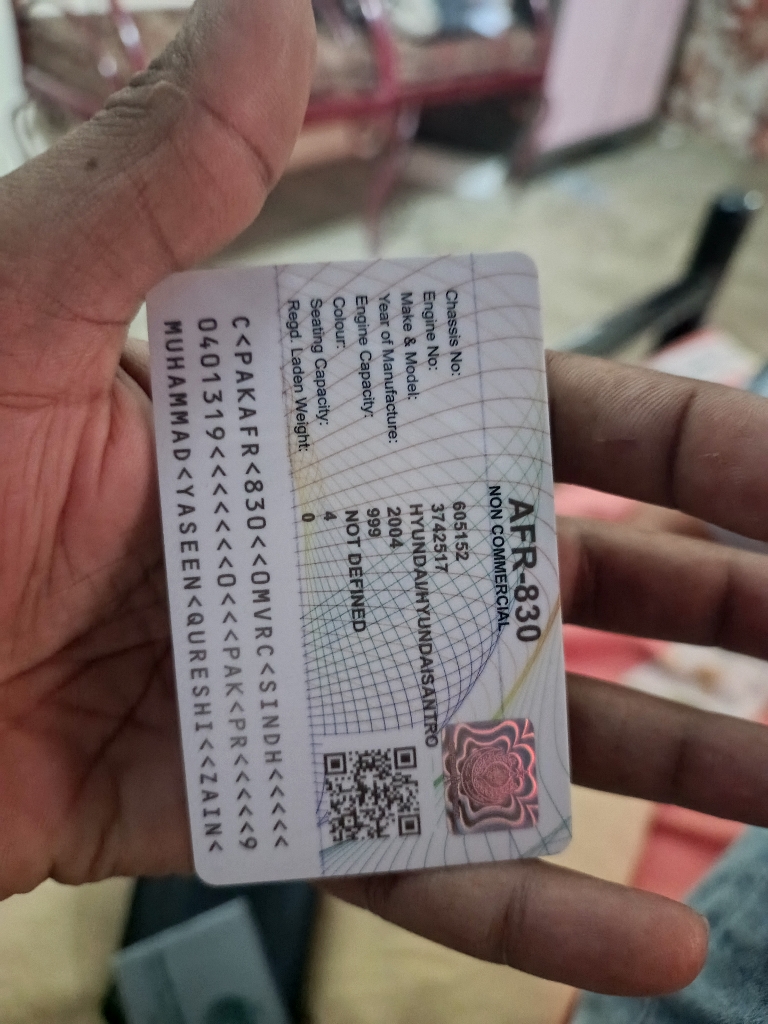 AFR-830
NON COMMERCIAL
Chassis No: 605152
Engine No: 3742517
Make & Model: HYUNDAI/HYUNDAISANTRO
Year of Manufacture: 2004
Engine Capacity: 999
Colour: NOT DEFINED
Seating Capacity: 4
Regd. Laden Weight: 0
C<PAKAFR<830<<OMVRC<SINDH<<<<<
0401319<<<<<<<0<<<PAK<PR<<<<<9
MUHAMMAD<YASEEN<QURESHI<<ZAIN<